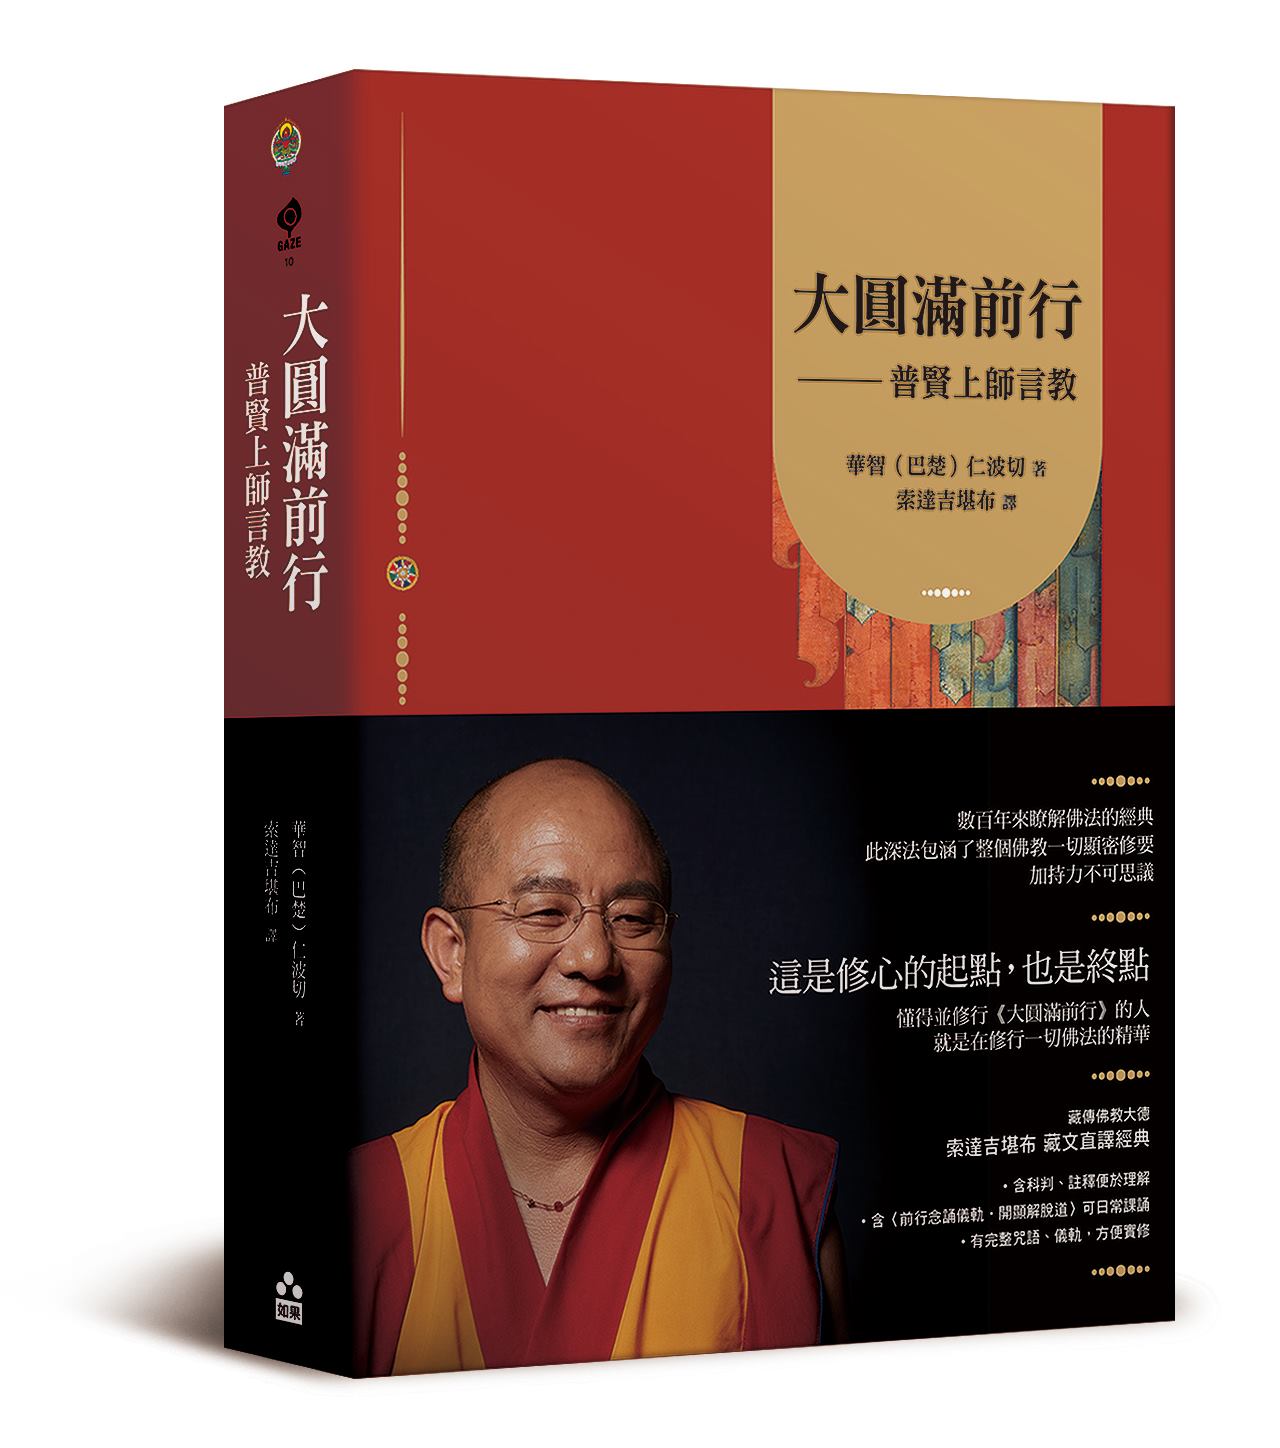 GAZE
10
大圓滿前行
普賢上師言教
華智（巴楚）仁波切 著
索達吉堪布 譯
如果
大圓滿前行
——普賢上師言教
華智（巴楚）仁波切 著
索達吉堪布 譯
數百年來瞭解佛法的經典
此深法包涵了整個佛教一切顯密修要
加持力不可思議
這是修心的起點，也是終點
懂得並修行《大圓滿前行》的人
就是在修行一切佛法的精華
藏傳佛教大德
索達吉堪布 藏文直譯經典
・含科判、註釋便於理解
・含〈前行念誦儀軌・開顯解脫道〉可日常課誦
・有完整咒語、儀軌，方便實修